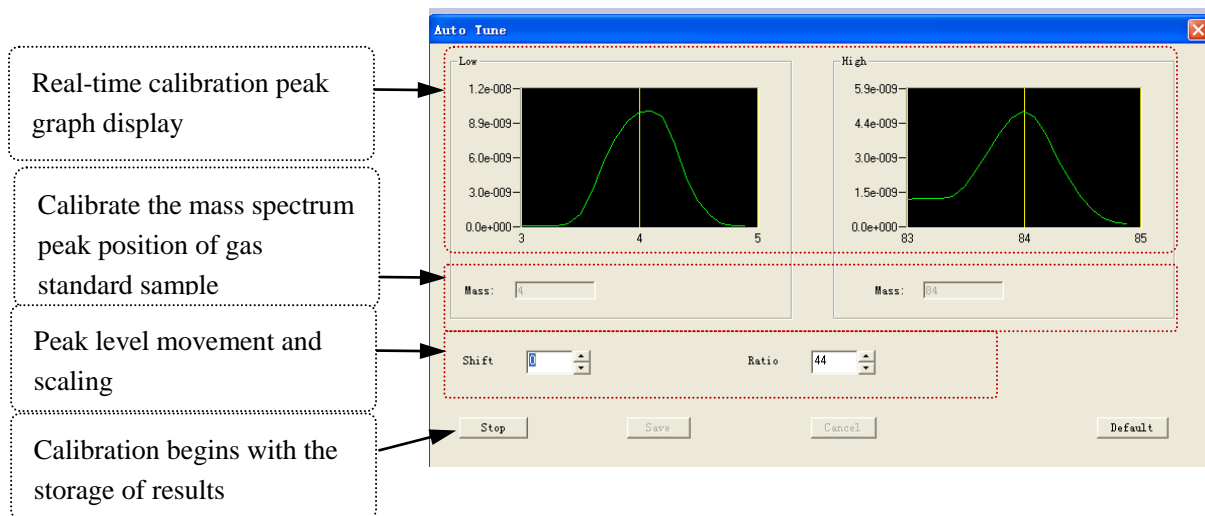 Real-time calibration peak
graph display
Calibrate the mass spectrum
peak position of gas
standard sample
Peak level movement and
scaling
Calibration begins with the
storage of results
Auto Tune
Low
1.2e-008
8.9e-009
6.0e-009
3.0e-009
0.0e+000
3 4 5
Mass: 4
High
5.9e-009
4.4e-009
3.0e-009
1.5e-009
0.0e+000
83 84 85
Mass: 84
Shift 0 Ratio 44
Stop Save Cancel Default